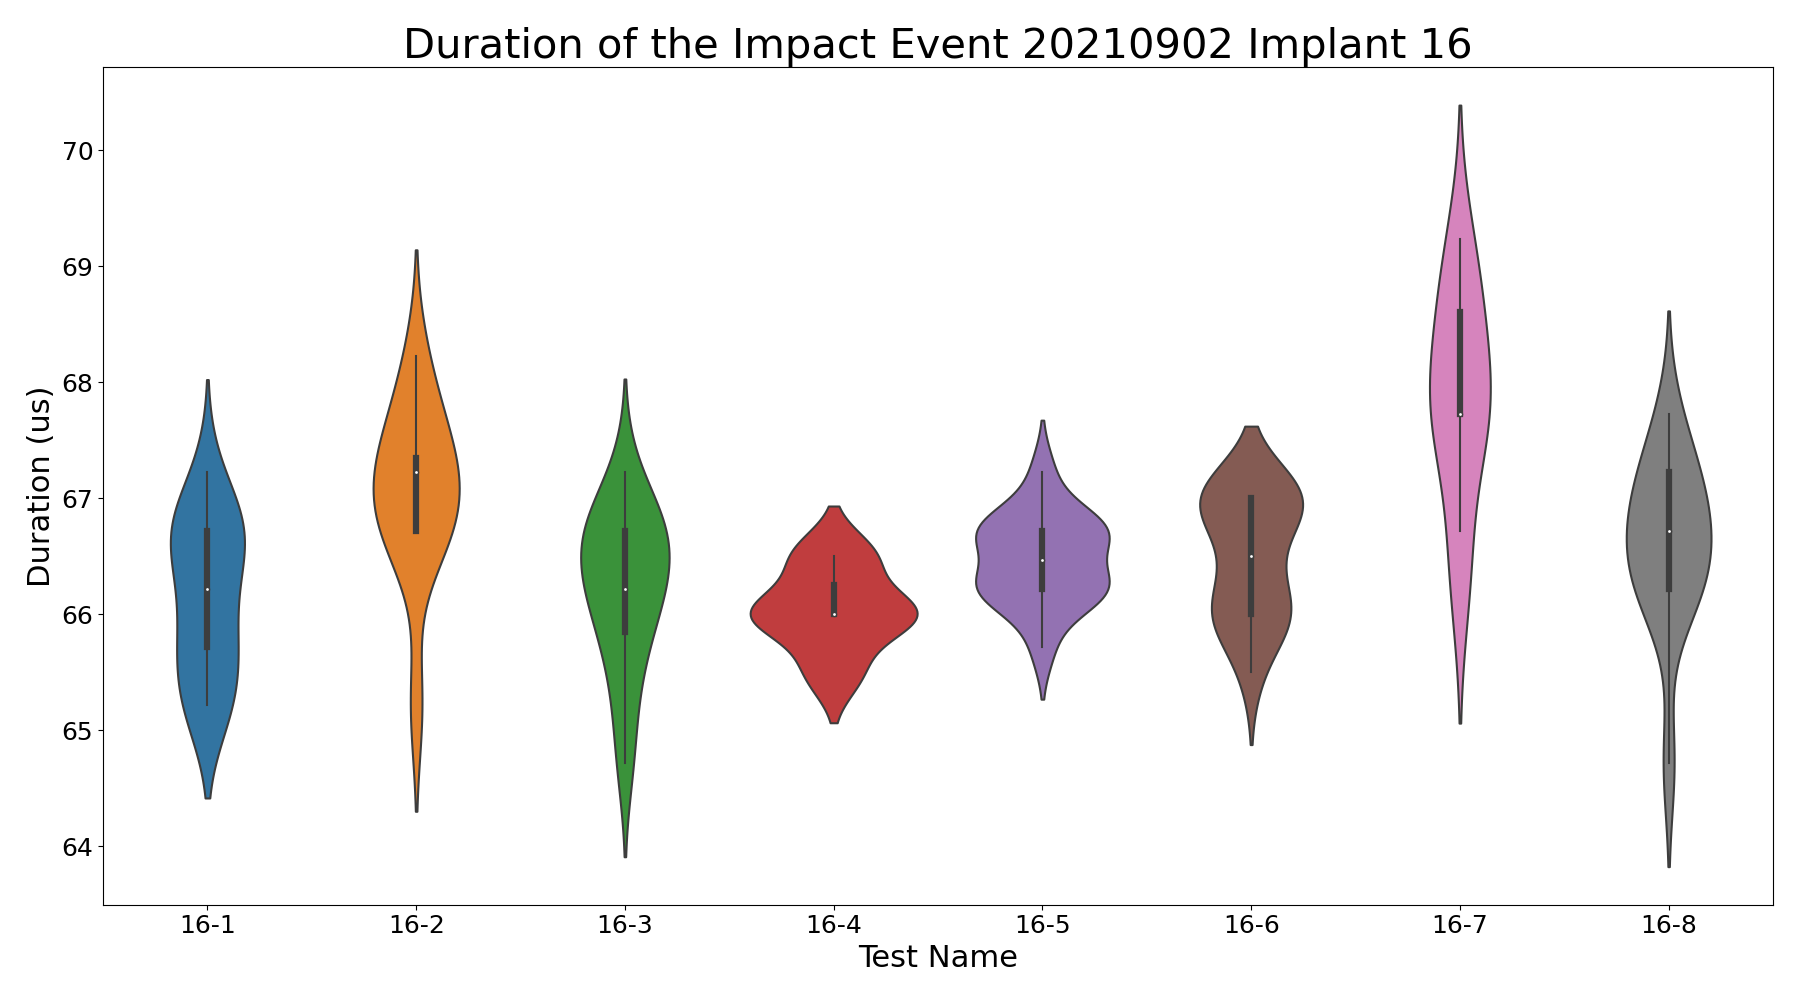 Duration of the Impact Event 20210902 Implant 16
Duration (us)
70
69
68
67
66
65
64
16-1 16-2 16-3 16-4 16-5 16-6 16-7 16-8
Test Name